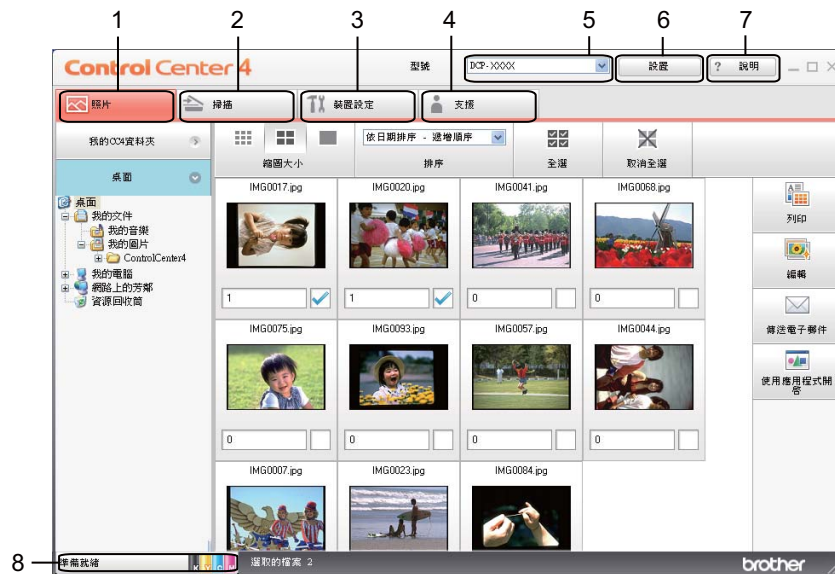 1 2 3 4 5 6 7
Control Center 4 型號 DCP-XXXX 設置 ? 說明
照片 掃描 裝置設定 支援
我的CC4資料夾
桌面
依日期排序 - 遞增順序
縮圖大小 排序 全選 取消全選
桌面
我的文件
我的音樂
我的圖片
ControlCenter4
我的電腦
網路上的芳鄰
資源回收筒
IMG0017.jpg IMG0020.jpg IMG0041.jpg IMG0068.jpg
1 1 0 0
IMG0075.jpg IMG0093.jpg IMG0057.jpg IMG0044.jpg
0 0 0 0
IMG0007.jpg IMG0023.jpg IMG0084.jpg
列印
編輯
傳送電子郵件
使用應用程式開
啓
8 準備就緒 K Y C M 選取的檔案 2 brother